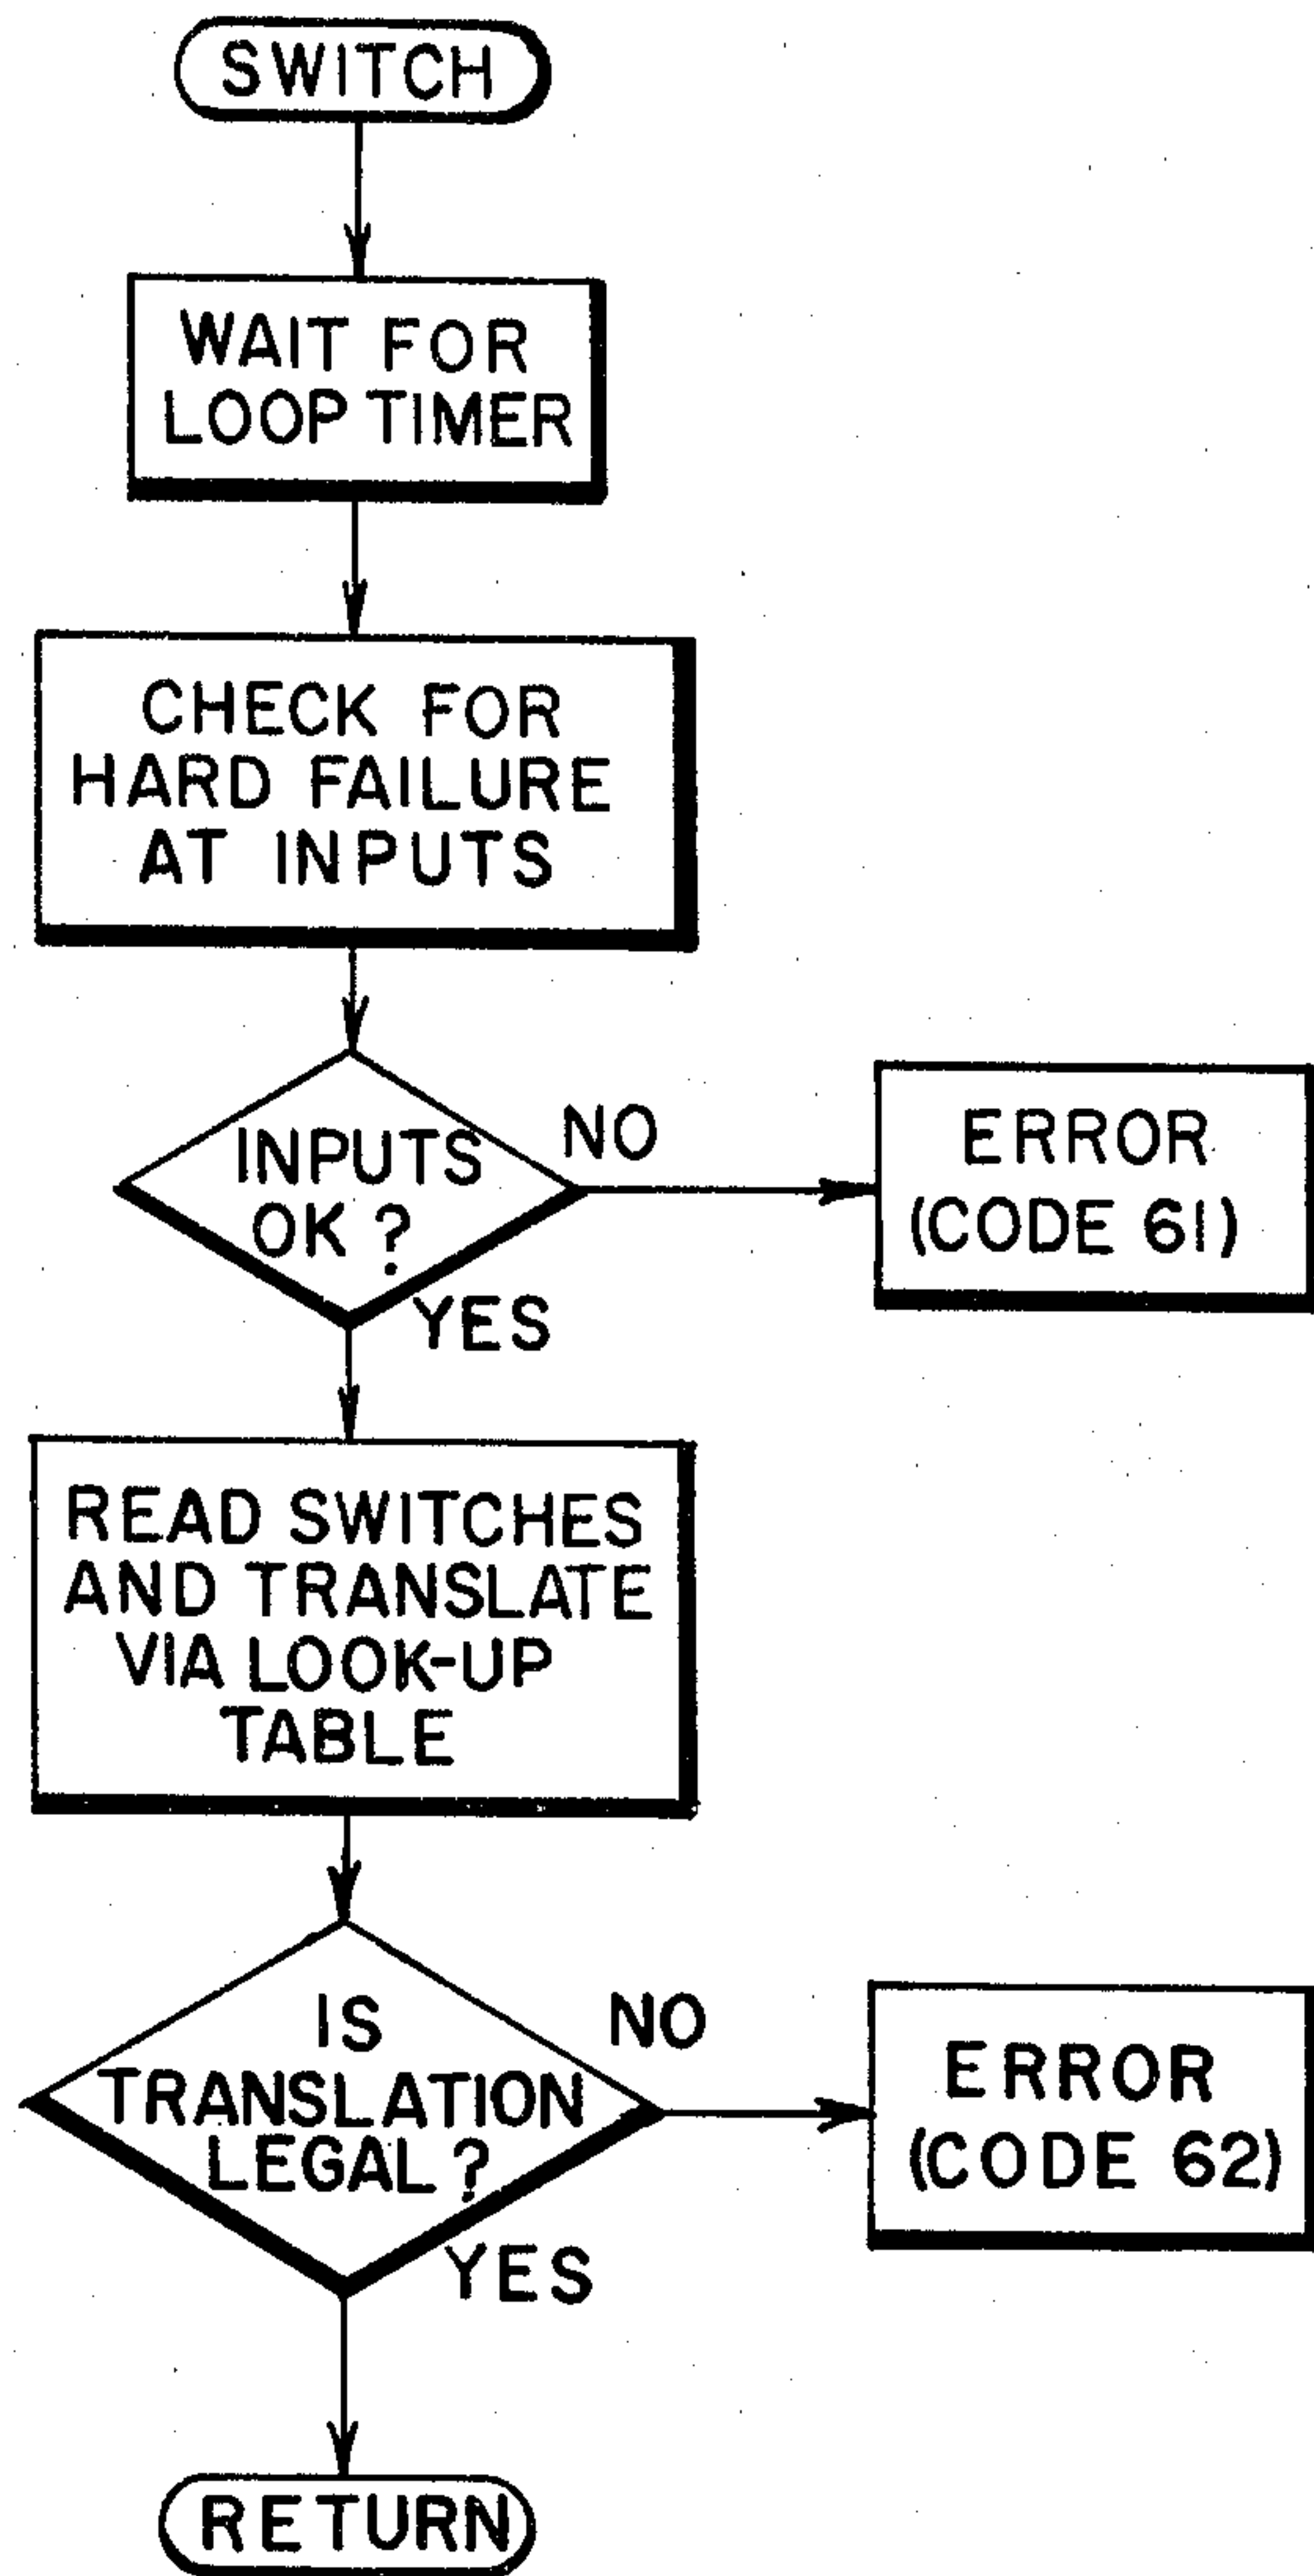 SWITCH
WAIT FOR
LOOP TIMER
CHECK FOR
HARD FAILURE
AT INPUTS
INPUTS
OK?
NO
ERROR
(CODE 61)
YES
READ SWITCHES
AND TRANSLATE
VIA LOOK-UP
TABLE
IS
TRANSLATION
LEGAL?
NO
ERROR
(CODE 62)
YES
RETURN